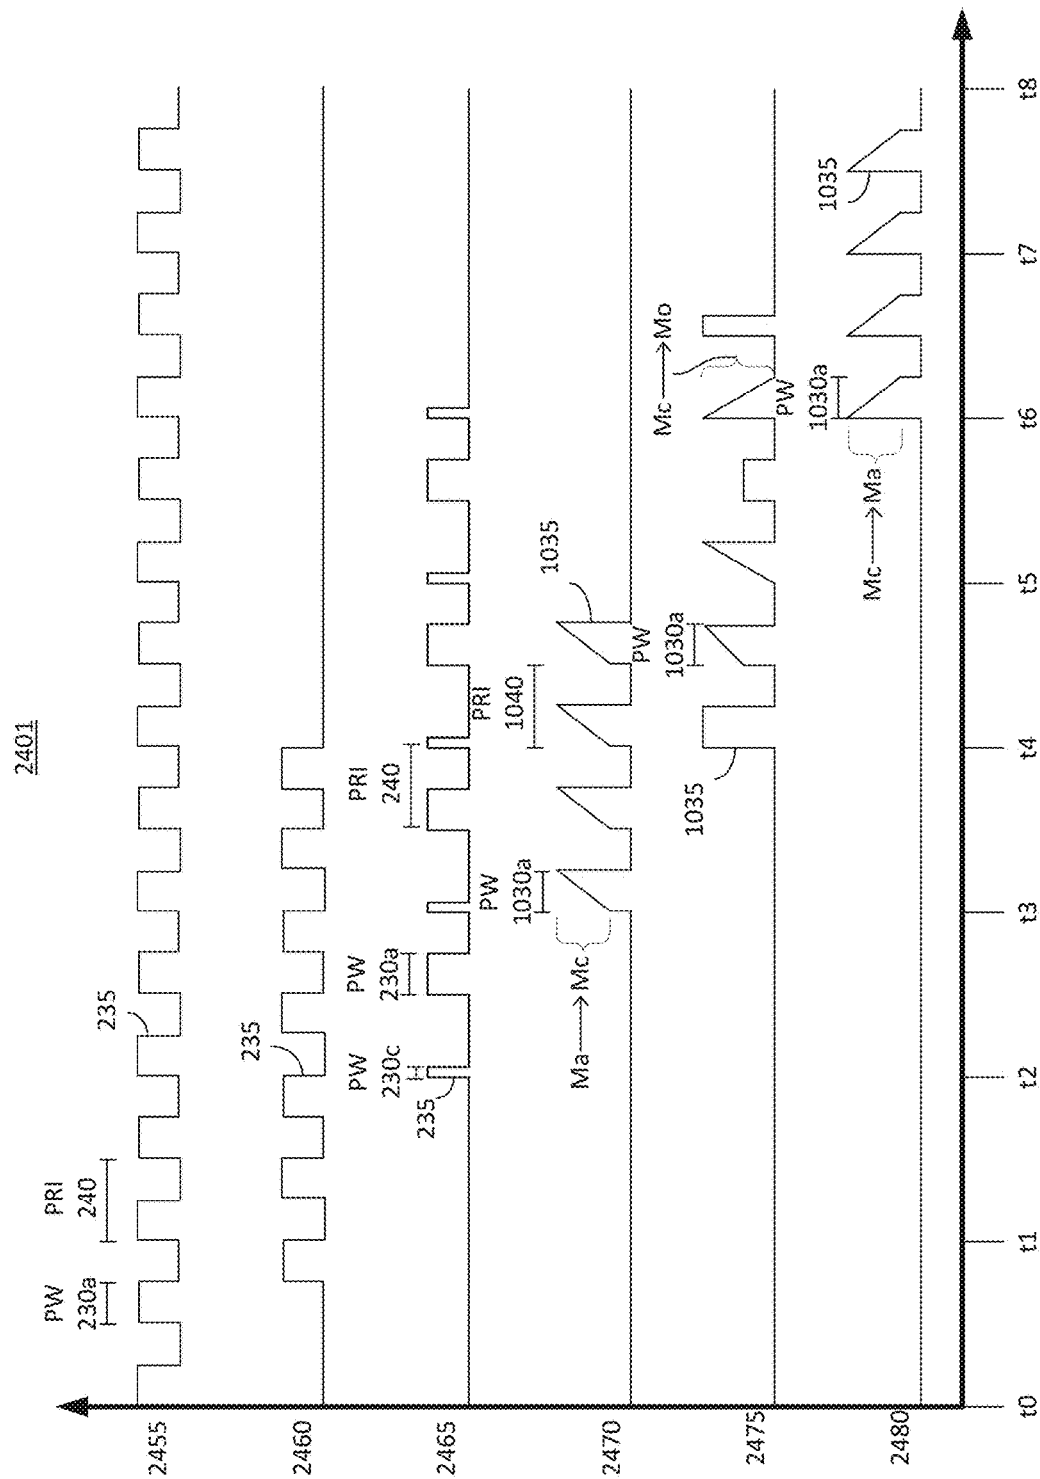 2401
2455
PW
230a
PRI
240
235
2460
235
2465
235
PW
230c
PW
230a
PRI
240
2470
Ma → Mc
PW
1030a
PRI
1040
1035
2475
1035
PW
1030a
Mc → Mo
2480
Mc → Ma
PW
1030a
1035
t0 t1 t2 t3 t4 t5 t6 t7 t8